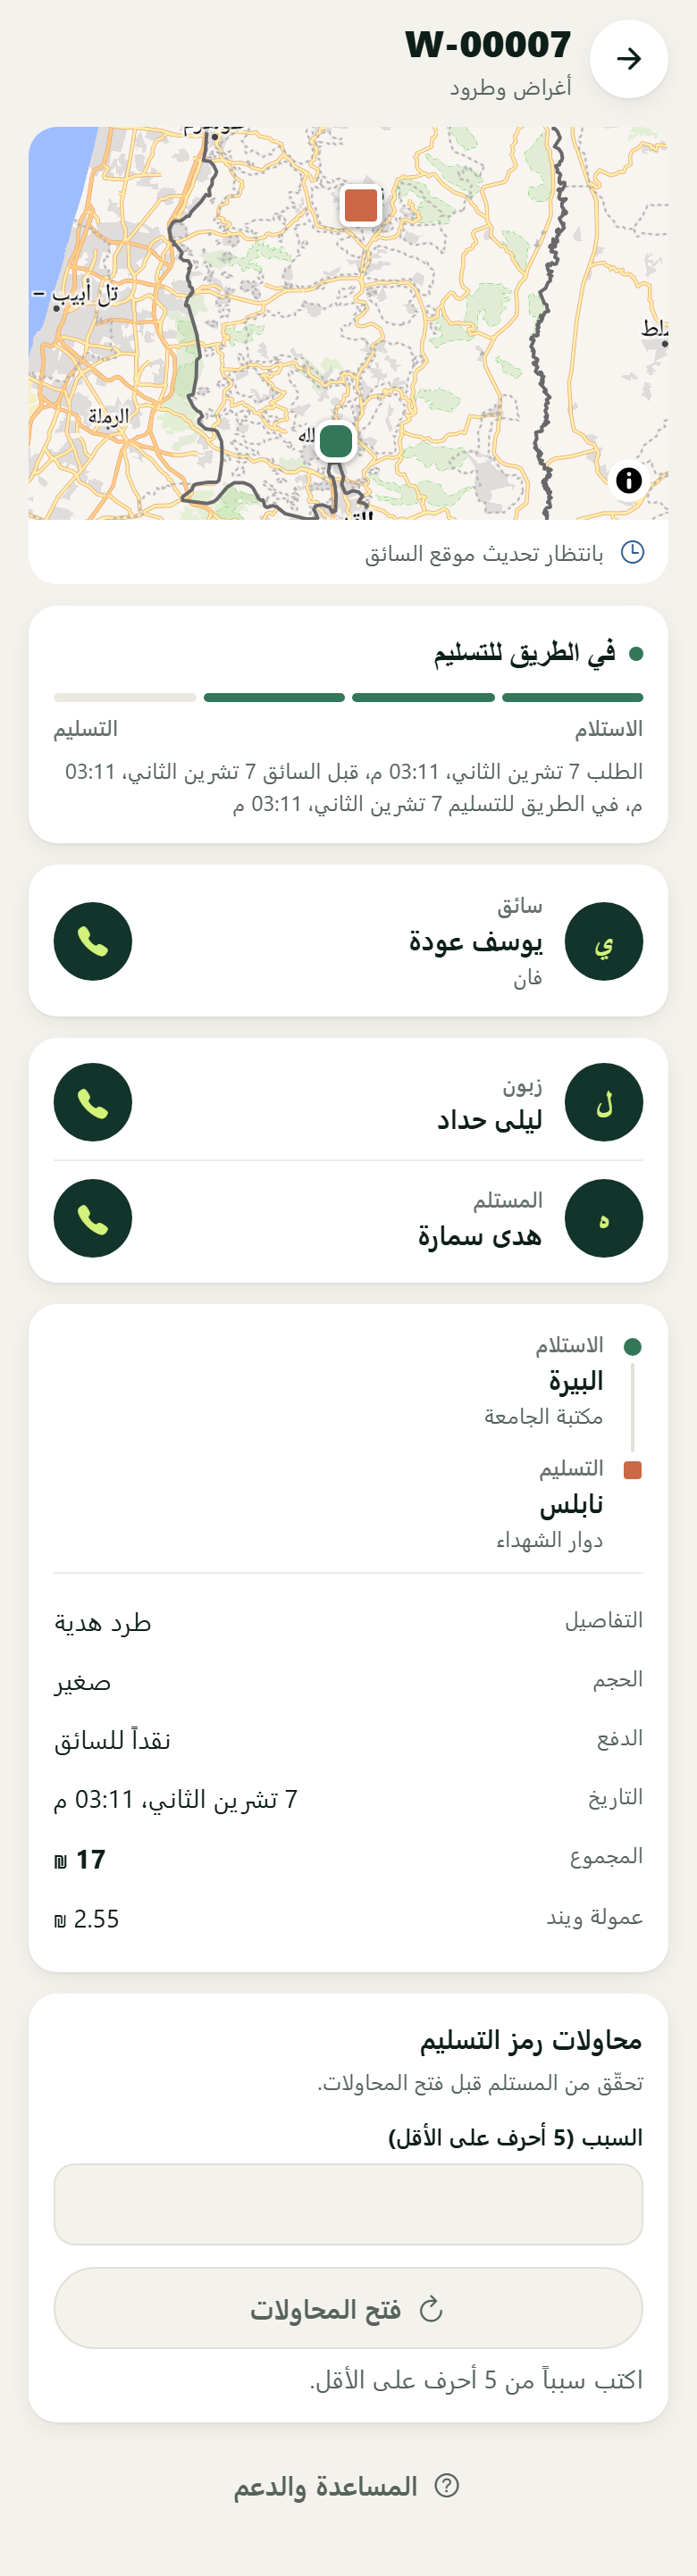 W-00007
أغراض وطرود
تل أبيب –
الرملة
بانتظار تحديث موقع السائق
في الطريق للتسليم
الاستلام
التسليم
الطلب 7 تشرين الثاني، 03:11 م، قبل السائق 7 تشرين الثاني، 03:11
م، في الطريق للتسليم 7 تشرين الثاني، 03:11 م
ي
سائق
يوسف عودة
فان
ل
زبون
ليلى حداد
ه
المستلم
هدى سمارة
الاستلام
البيرة
مكتبة الجامعة
التسليم
نابلس
دوار الشهداء
التفاصيل طرد هدية
الحجم صغير
الدفع نقداً للسائق
التاريخ 7 تشرين الثاني، 03:11 م
المجموع 17 ₪
عمولة ويند 2.55 ₪
محاولات رمز التسليم
تحقّق من المستلم قبل فتح المحاولات.
السبب (5 أحرف على الأقل)
فتح المحاولات
اكتب سبباً من 5 أحرف على الأقل.
المساعدة والدعم